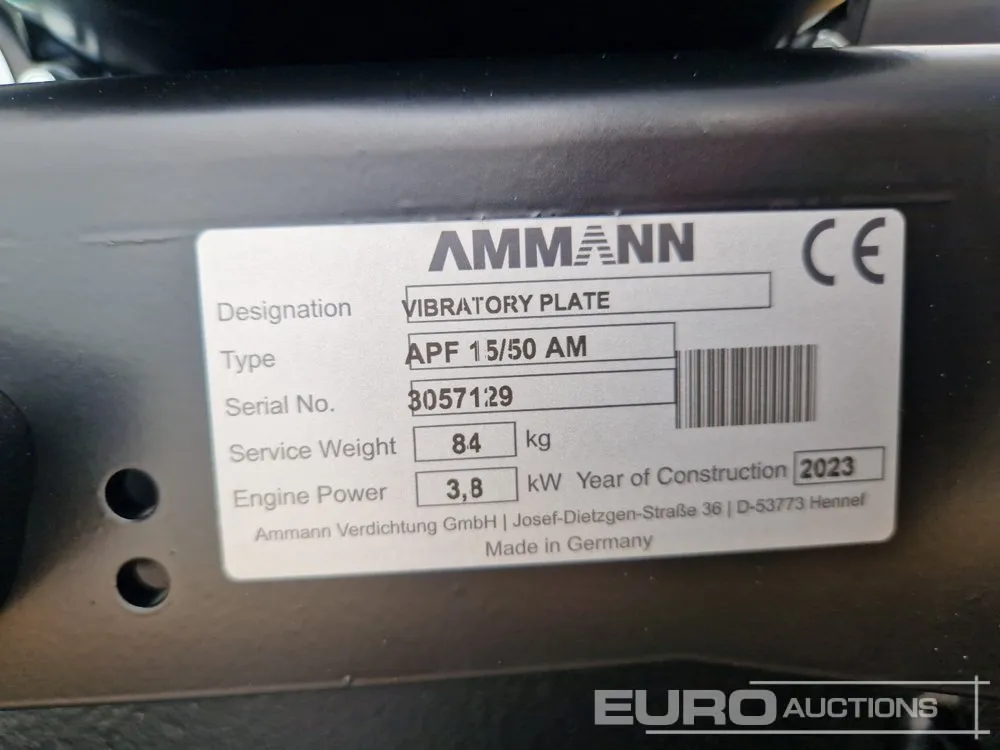 AMMANN CE
Designation VIBRATORY PLATE
Type APF 15/50 AM
Serial No. 3057129
Service Weight 84 kg
Engine Power 3,8 kW Year of Construction 2023
Ammann Verdichtung GmbH | Josef-Dietzgen-Straße 36 | D-53773 Hennef
Made in Germany
EURO AUCTIONS